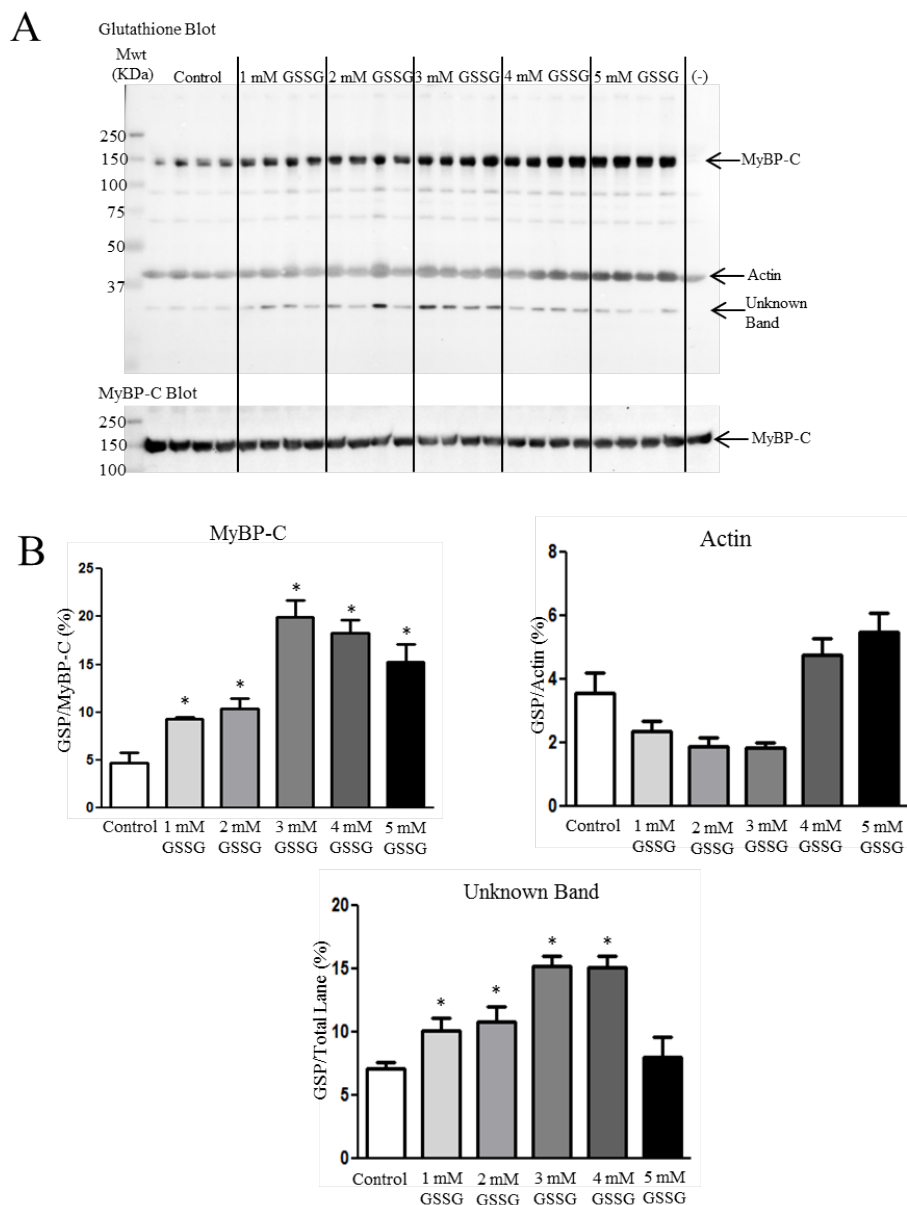 A
Glutathione Blot
Mwt
(KDa)
Control
1 mM GSSG
2 mM GSSG
3 mM GSSG
4 mM GSSG
5 mM GSSG
(-)
250
150
100
75
50
37
MyBP-C
Actin
Unknown
Band
MyBP-C Blot
250
150
100
MyBP-C
B
MyBP-C
GSP/MyBP-C (%)
25
20
15
10
5
0
*
*
*
*
*
Control
1 mM
GSSG
2 mM
GSSG
3 mM
GSSG
4 mM
GSSG
5 mM
GSSG
Actin
GSP/Actin (%)
8
6
4
2
0
Control
1 mM
GSSG
2 mM
GSSG
3 mM
GSSG
4 mM
GSSG
5 mM
GSSG
Unknown Band
GSP/Total Lane (%)
20
15
10
5
0
*
*
*
*
Control
1 mM
GSSG
2 mM
GSSG
3 mM
GSSG
4 mM
GSSG
5 mM
GSSG